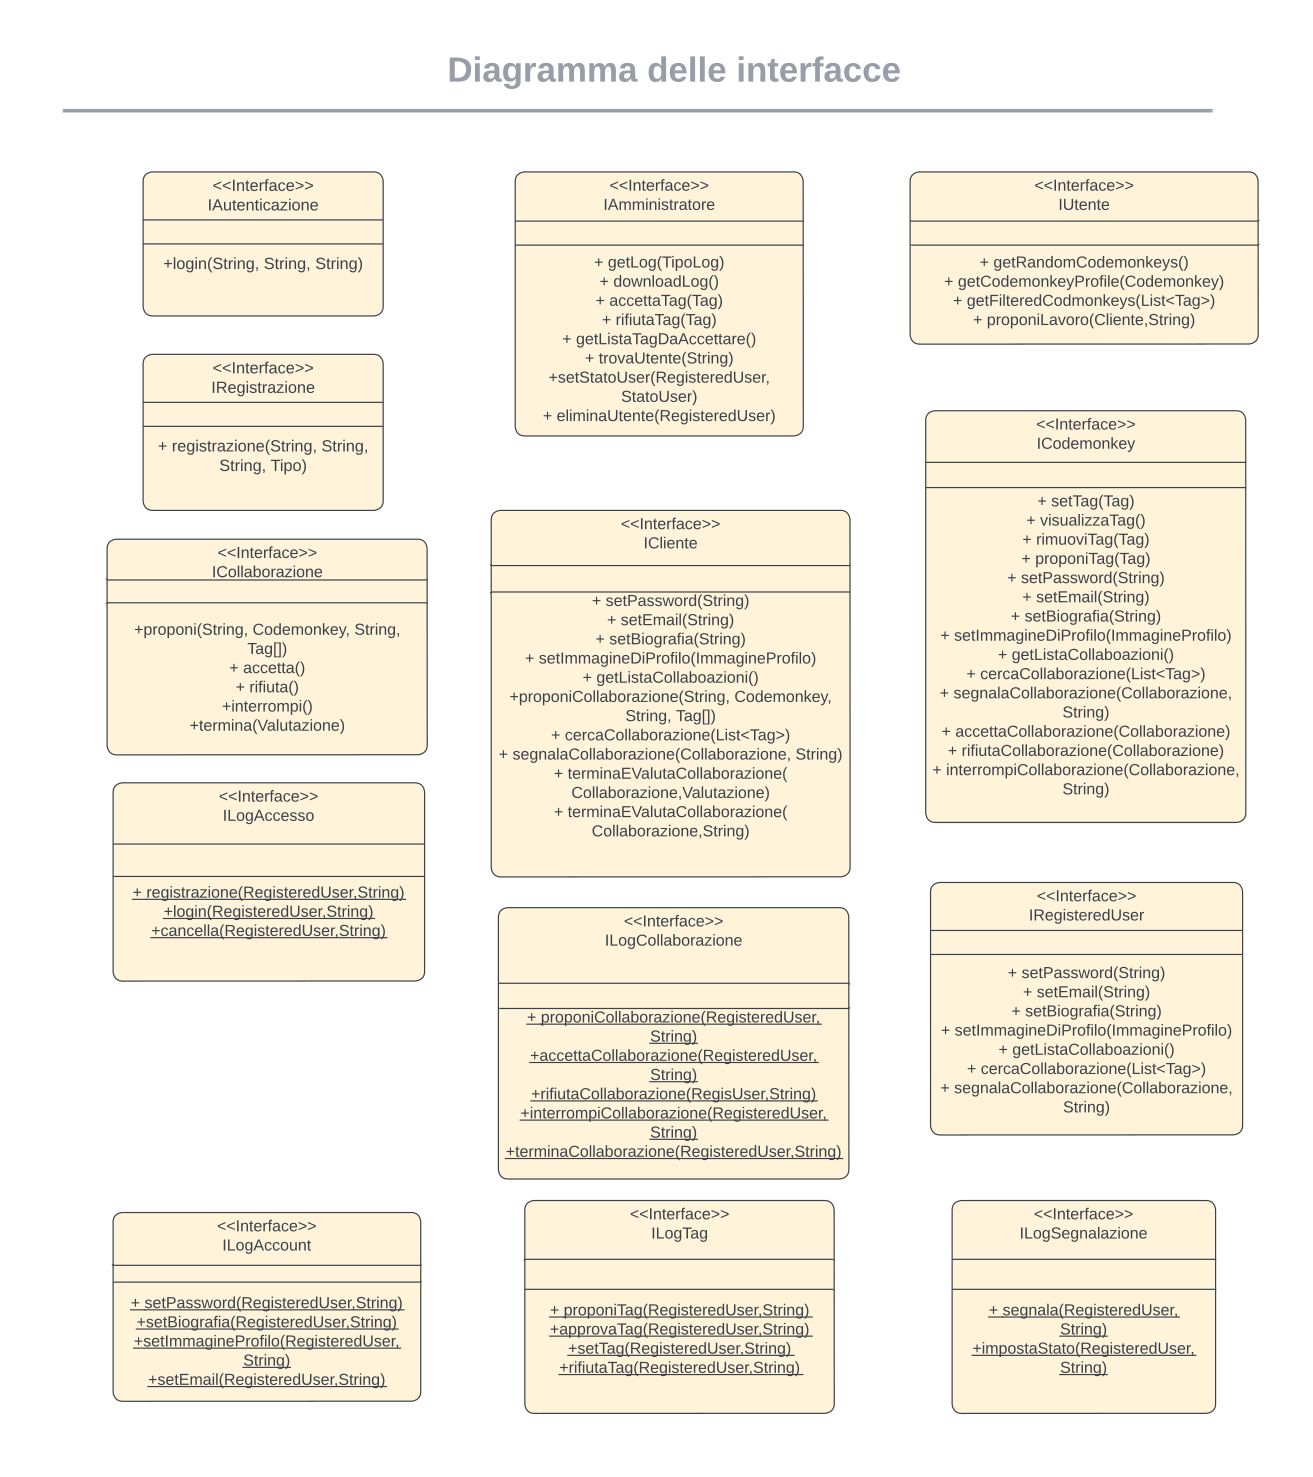 Diagramma delle interfacce
<<Interface>>
IAutenticazione
+login(String, String, String)
<<Interface>>
IAmministratore
+ getLog(TipoLog)
+ downloadLog()
+ accettaTag(Tag)
+ rifiutaTag(Tag)
+ getListaTagDaAccettare()
+ trovaUtente(String)
+setStatoUser(RegisteredUser,
StatoUser)
+ eliminaUtente(RegisteredUser)
<<Interface>>
IUtente
+ getRandomCodemonkeys()
+ getCodemonkeyProfile(Codemonkey)
+ getFilteredCodmonkeys(List<Tag>)
+ proponiLavoro(Cliente,String)
<<Interface>>
IRegistrazione
+ registrazione(String, String,
String, Tipo)
<<Interface>>
ICodemonkey
+ setTag(Tag)
+ visualizzaTag()
+ rimuoviTag(Tag)
+ proponiTag(Tag)
+ setPassword(String)
+ setEmail(String)
+ setBiografia(String)
+ setImmagineDiProfilo(ImmagineProfilo)
+ getListaCollaboazioni()
+ cercaCollaborazione(List<Tag>)
+ segnalaCollaborazione(Collaborazione,
String)
+ accettaCollaborazione(Collaborazione)
+ rifiutaCollaborazione(Collaborazione)
+ interrompiCollaborazione(Collaborazione,
String)
<<Interface>>
ICliente
+ setPassword(String)
+ setEmail(String)
+ setBiografia(String)
+ setImmagineDiProfilo(ImmagineProfilo)
+ getListaCollaboazioni()
+proponiCollaborazione(String, Codemonkey,
String, Tag[])
+ cercaCollaborazione(List<Tag>)
+ segnalaCollaborazione(Collaborazione, String)
+ terminaEValutaCollaborazione(
Collaborazione,Valutazione)
+ terminaEValutaCollaborazione(
Collaborazione,String)
<<Interface>>
ICollaborazione
+proponi(String, Codemonkey, String,
Tag[])
+ accetta()
+ rifiuta()
+interrompi()
+termina(Valutazione)
<<Interface>>
ILogAccesso
+ registrazione(RegisteredUser,String)
+login(RegisteredUser,String)
+cancella(RegisteredUser,String)
<<Interface>>
ILogCollaborazione
+ proponiCollaborazione(RegisteredUser,
String)
+accettaCollaborazione(RegisteredUser,
String)
+rifiutaCollaborazione(RegisUser,String)
+interrompiCollaborazione(RegisteredUser,
String)
+terminaCollaborazione(RegisteredUser,String)
<<Interface>>
IRegisteredUser
+ setPassword(String)
+ setEmail(String)
+ setBiografia(String)
+ setImmagineDiProfilo(ImmagineProfilo)
+ getListaCollaboazioni()
+ cercaCollaborazione(List<Tag>)
+ segnalaCollaborazione(Collaborazione,
String)
<<Interface>>
ILogAccount
+ setPassword(RegisteredUser,String)
+setBiografia(RegisteredUser,String)
+setImmagineProfilo(RegisteredUser,
String)
+setEmail(RegisteredUser,String)
<<Interface>>
ILogTag
+ proponiTag(RegisteredUser,String)
+approvaTag(RegisteredUser,String)
+setTag(RegisteredUser,String)
+rifiutaTag(RegisteredUser,String)
<<Interface>>
ILogSegnalazione
+ segnala(RegisteredUser,
String)
+impostaStato(RegisteredUser,
String)